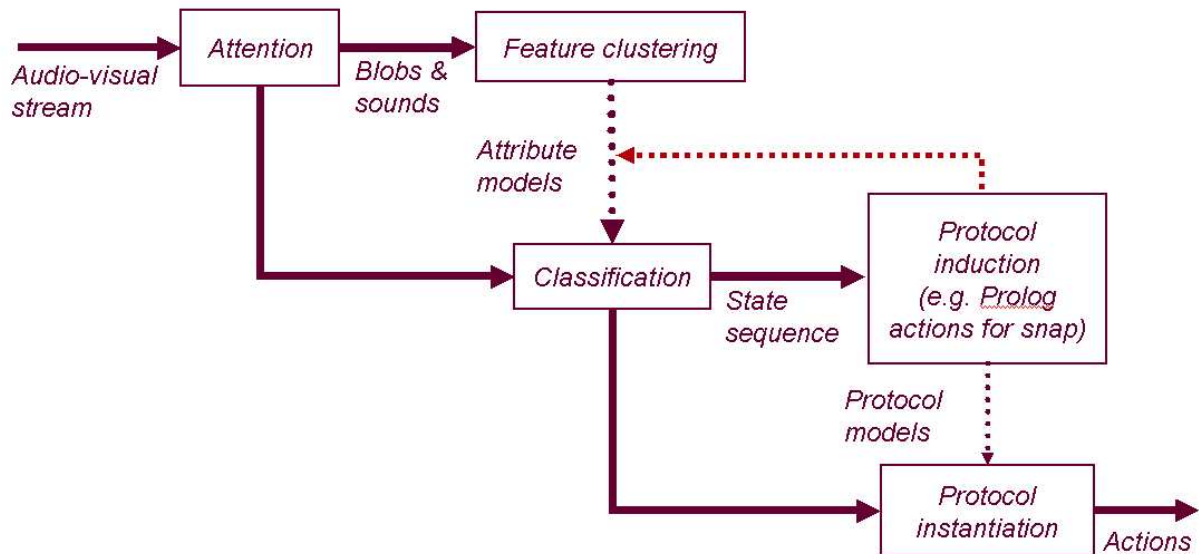 Attention
Feature clustering
Audio-visual
stream
Blobs &
sounds
Attribute
models
Classification
State
sequence
Protocol
induction
(e.g. Prolog
actions for snap)
Protocol
models
Protocol
instantiation
Actions